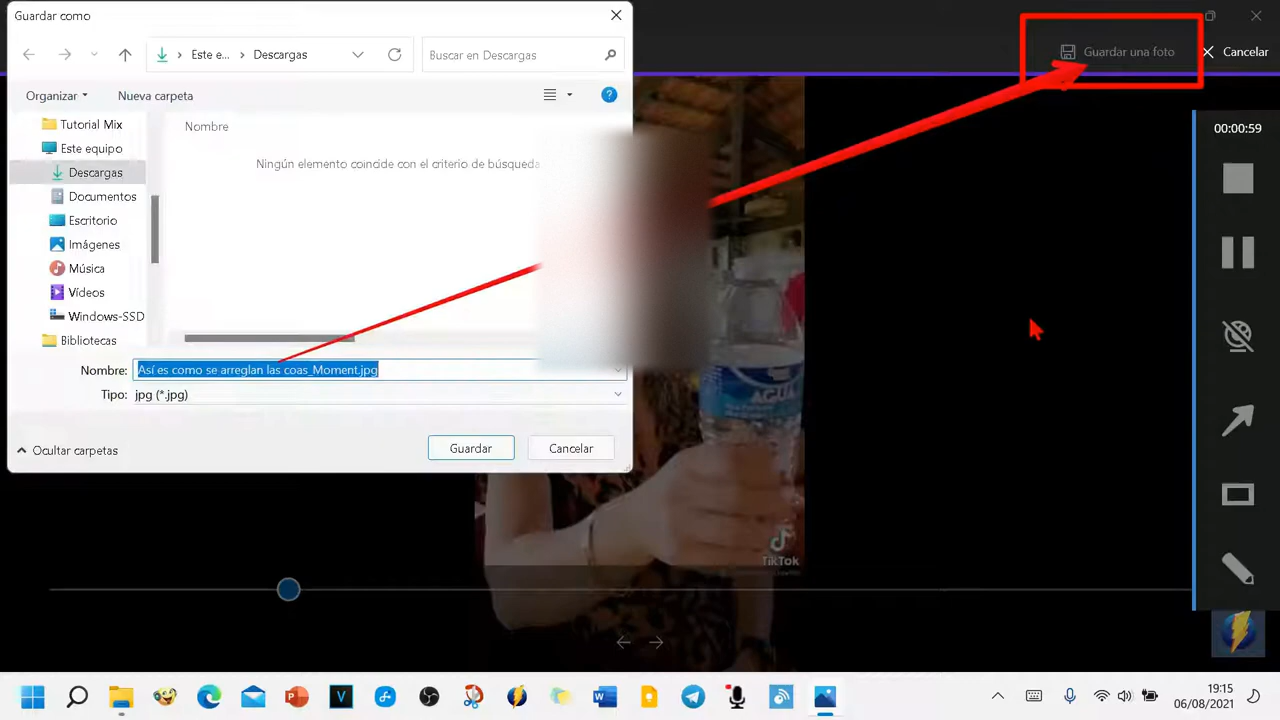 Guardar como
Guardar una foto
Cancelar
Este e...
Descargas
Buscar en Descargas
Organizar
Nueva carpeta
?
00:00:59
Tutorial Mix
Este equipo
Descargas
Documentos
Escritorio
Imágenes
Música
Vídeos
Windows-SSD
Bibliotecas
Nombre
Ningún elemento coincide con el criterio de búsqueda
Nombre:
Así es como se arreglan las coas_Moment.jpg
Tipo:
jpg (*.jpg)
Ocultar carpetas
Guardar
Cancelar
AGUA
TikTok
19:15
06/08/2021